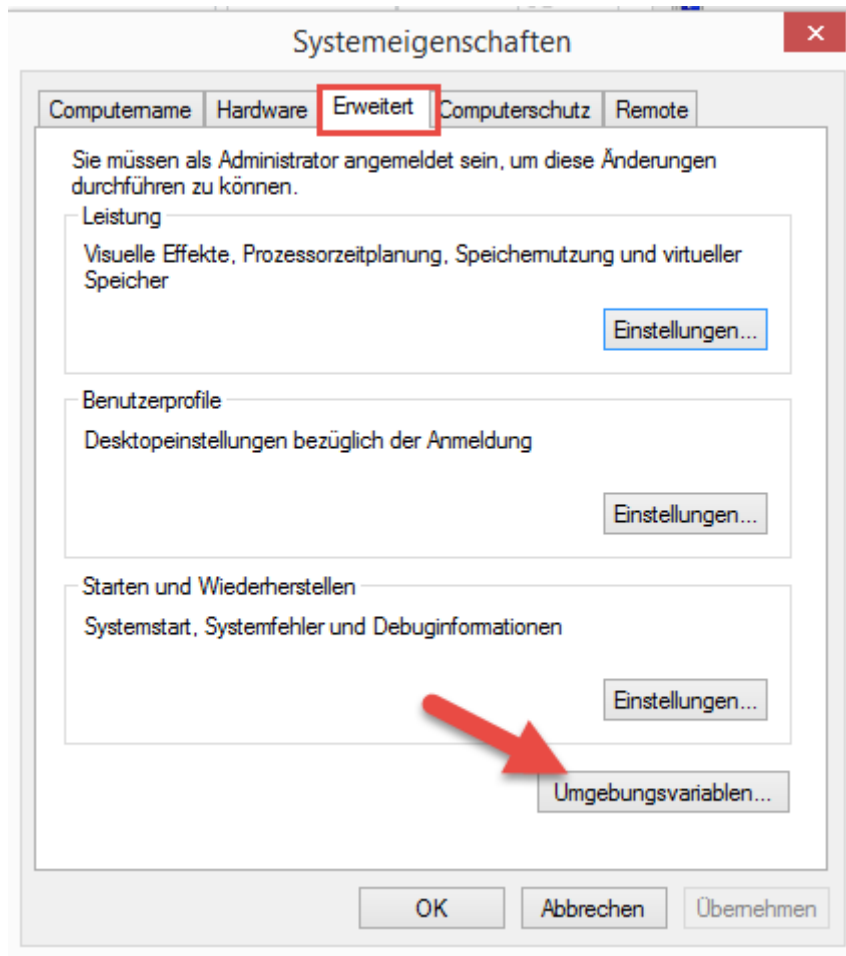 Systemeigenschaften
Computername Hardware Erweitert Computerschutz Remote
Sie müssen als Administrator angemeldet sein, um diese Änderungen
durchführen zu können.
Leistung
Visuelle Effekte, Prozessorzeitplanung, Speichernutzung und virtueller
Speicher
Einstellungen...
Benutzerprofile
Desktopeinstellungen bezüglich der Anmeldung
Einstellungen...
Starten und Wiederherstellen
Systemstart, Systemfehler und Debuginformationen
Einstellungen...
Umgebungsvariablen...
OK Abbrechen Übernehmen